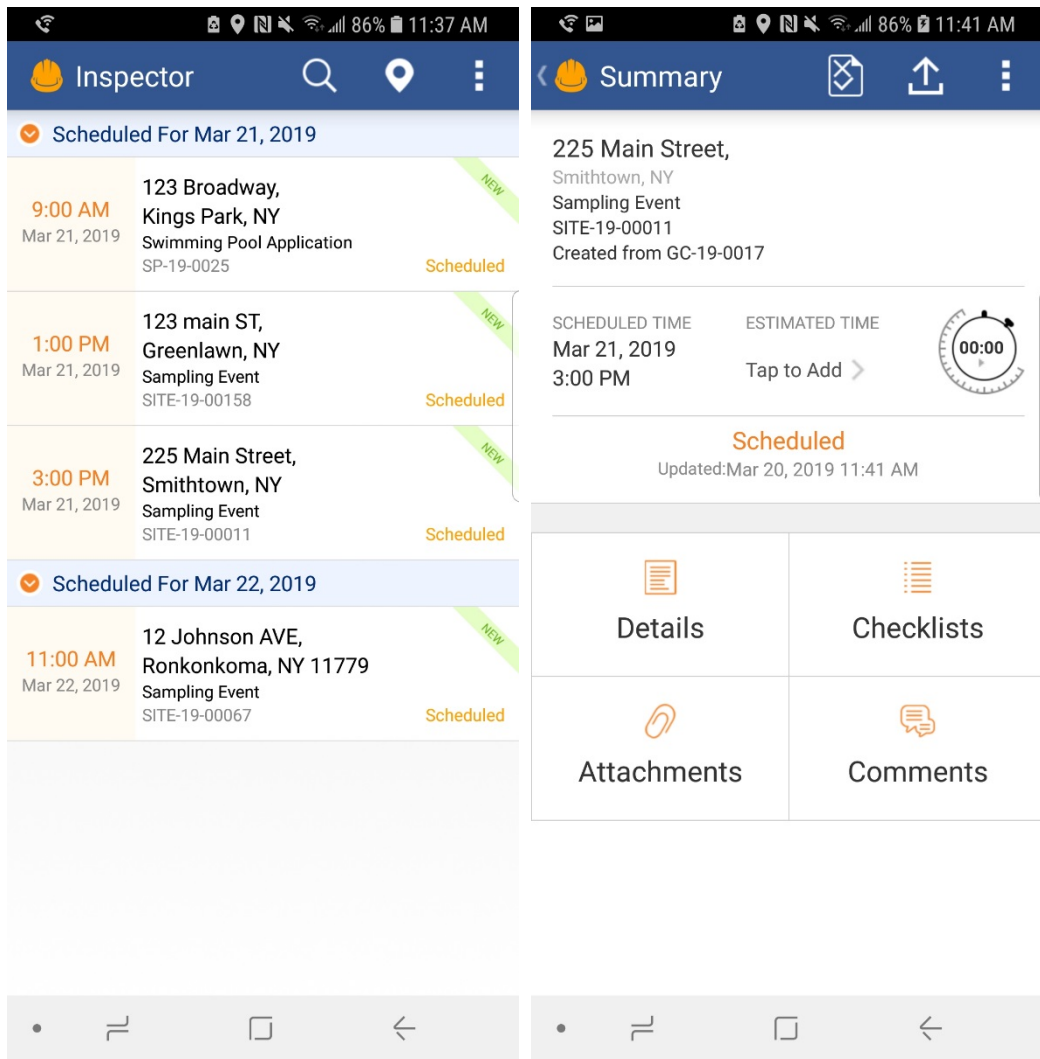 86% 11:37 AM
Inspector
Scheduled For Mar 21, 2019
NEW
9:00 AM
Mar 21, 2019
123 Broadway,
Kings Park, NY
Swimming Pool Application
SP-19-0025
Scheduled
NEW
1:00 PM
Mar 21, 2019
123 main ST,
Greenlawn, NY
Sampling Event
SITE-19-00158
Scheduled
NEW
3:00 PM
Mar 21, 2019
225 Main Street,
Smithtown, NY
Sampling Event
SITE-19-00011
Scheduled
Scheduled For Mar 22, 2019
NEW
11:00 AM
Mar 22, 2019
12 Johnson AVE,
Ronkonkoma, NY 11779
Sampling Event
SITE-19-00067
Scheduled
86% 11:41 AM
Summary
225 Main Street,
Smithtown, NY
Sampling Event
SITE-19-00011
Created from GC-19-0017
SCHEDULED TIME
Mar 21, 2019
3:00 PM
ESTIMATED TIME
Tap to Add
00:00
Scheduled
Updated:Mar 20, 2019 11:41 AM
Details
Checklists
Attachments
Comments